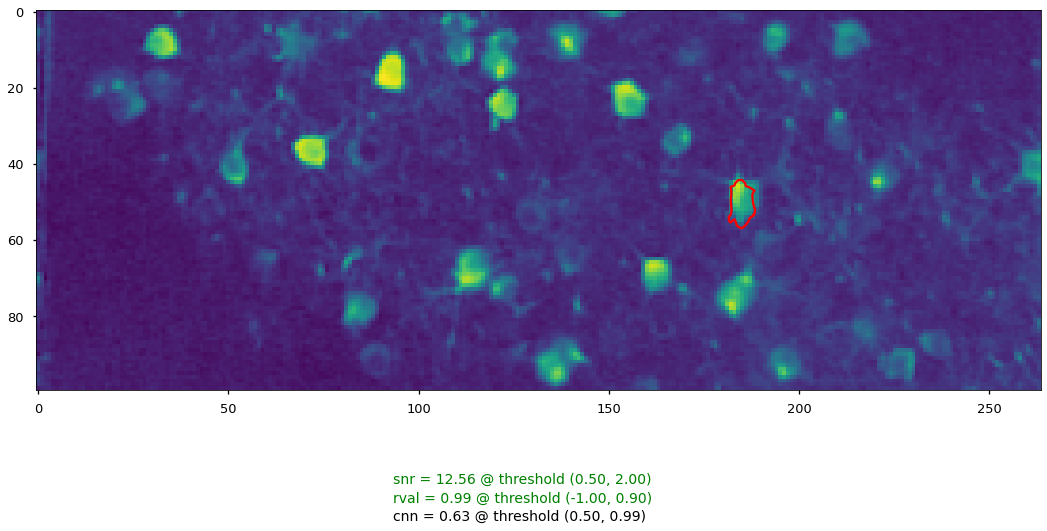 0
20
40
60
80
0 50 100 150 200 250
snr = 12.56 @ threshold (0.50, 2.00)
rval = 0.99 @ threshold (-1.00, 0.90)
cnn = 0.63 @ threshold (0.50, 0.99)